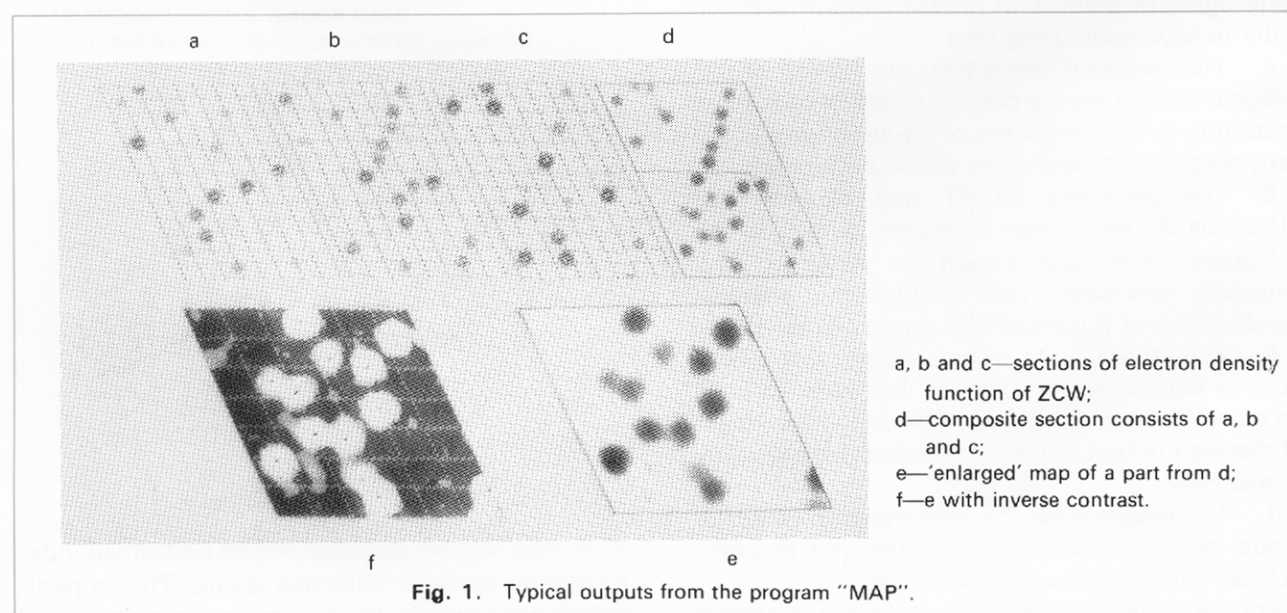 a b c d
a, b and c—sections of electron density
function of ZCW;
d—composite section consists of a, b
and c;
e—'enlarged' map of a part from d;
f—e with inverse contrast.
f e
Fig. 1. Typical outputs from the program "MAP".